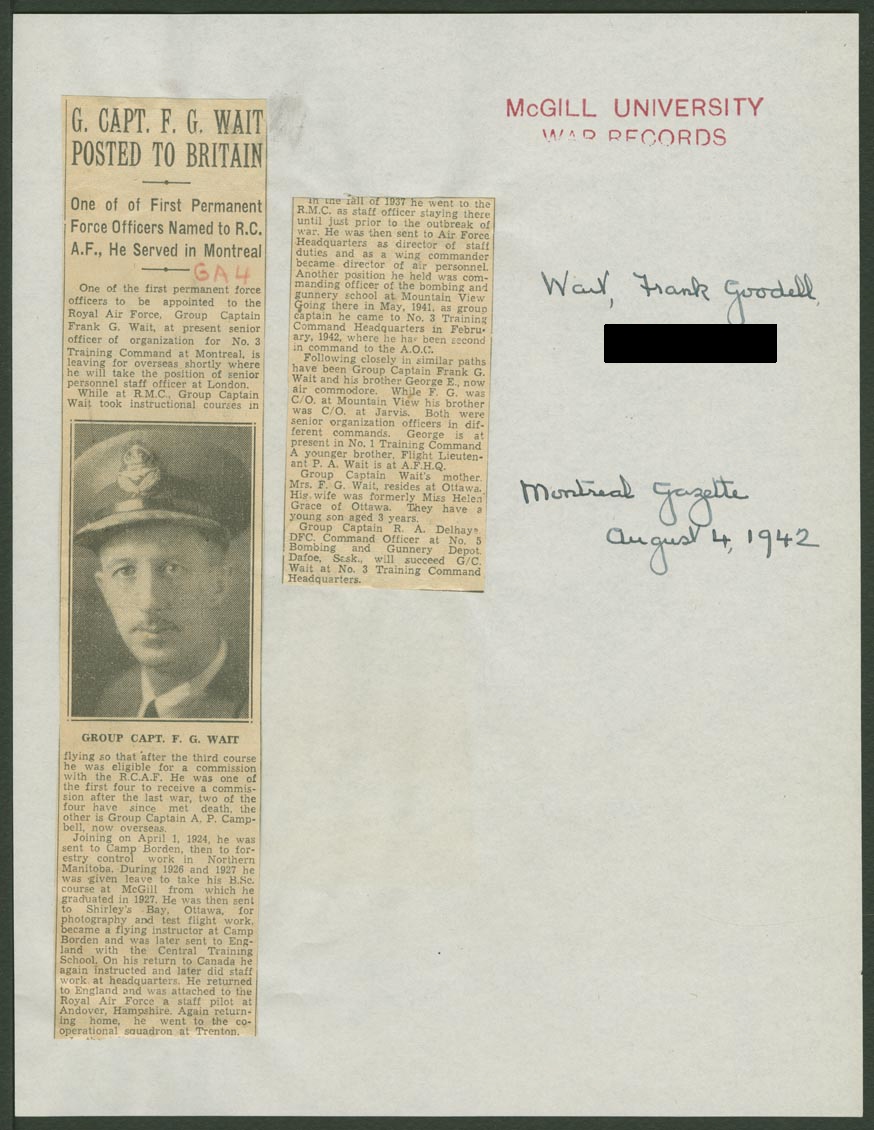 McGILL UNIVERSITY
WAR RECORDS
G. CAPT. F. G. WAIT
POSTED TO BRITAIN
One of of First Permanent
Force Officers Named to R.C.
A.F., He Served in Montreal
GA 4
One of the first permanent force
officers to be appointed to the
Royal Air Force, Group Captain
Frank G. Wait, at present senior
officer of organization for No. 3
Training Command at Montreal, is
leaving for overseas shortly where
he will take the position of senior
personnel staff officer at London.
While at R.M.C., Group Captain
Wait took instructional courses in
GROUP CAPT. F. G. WAIT
flying so that after the third course
he was eligible for a commission
with the R.C.A.F. He was one of
the first four to receive a commis-
sion after the last war, two of the
four have since met death, the
other is Group Captain A. P. Camp-
bell, now overseas.
Joining on April 1, 1924, he was
sent to Camp Borden, then to for-
estry control work in Northern
Manitoba. During 1926 and 1927 he
was given leave to take his B.Sc.
course at McGill from which he
graduated in 1927. He was then sent
to Shirley's Bay, Ottawa, for
photography and test flight work,
became a flying instructor at Camp
Borden and was later sent to Eng-
land with the Central Training
School. On his return to Canada he
again instructed and later did staff
work at headquarters. He returned
to England and was attached to the
Royal Air Force a staff pilot at
Andover, Hampshire. Again return-
ing home, he went to the co-
operational squadron at Trenton.
In the fall of 1937 he went to the
R.M.C. as staff officer staying there
until just prior to the outbreak of
war. He was then sent to Air Force
Headquarters as director of staff
duties and as a wing commander
became director of air personnel.
Another position he held was com-
manding officer of the bombing and
gunnery school at Mountain View
Going there in May, 1941, as group
captain he came to No. 3 Training
Command Headquarters in Febru-
ary, 1942, where he has been second
in command to the A.O.C.
Following closely in similar paths
have been Group Captain Frank G.
Wait and his brother George E., now
air commodore. While F. G. was
C/O. at Mountain View his brother
was C/O. at Jarvis. Both were
senior organization officers in dif-
ferent commands. George is at
present in No. 1 Training Command
A younger brother, Flight Lieuten-
ant P. A. Wait is at A.F.H.Q.
Group Captain Wait's mother,
Mrs. F. G. Wait, resides at Ottawa.
His wife was formerly Miss Helen
Grace of Ottawa. They have a
young son aged 3 years.
Group Captain R. A. Delhaye
DFC, Command Officer at No. 5
Bombing and Gunnery Depot.
Dafoe, Sask., will succeed G/C.
Wait at No. 3 Training Command
Headquarters.
Wait, Frank Goodell,
Montreal Gazette
August 4, 1942